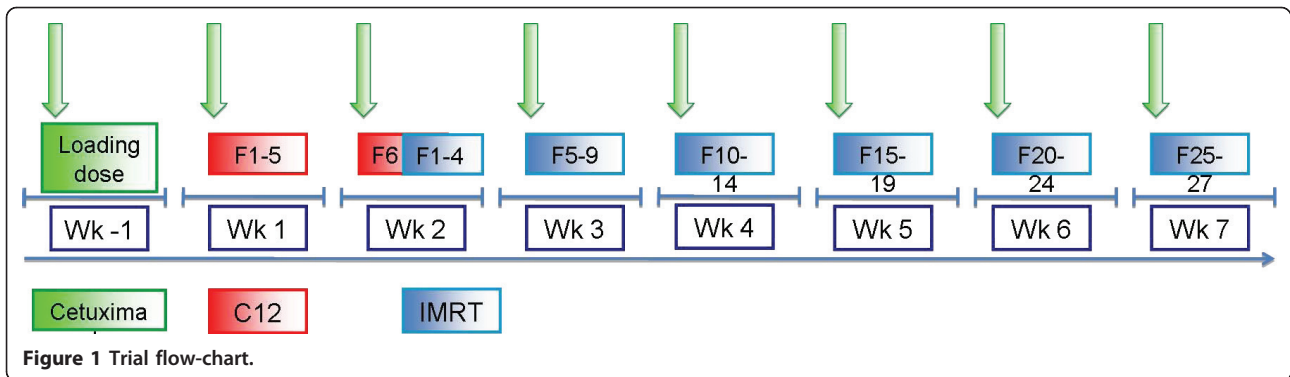 Loading
dose
F1-5
F6
F1-4
F5-9
F10-
14
F15-
19
F20-
24
F25-
27
Wk -1
Wk 1
Wk 2
Wk 3
Wk 4
Wk 5
Wk 6
Wk 7
Cetuxima
C12
IMRT
Figure 1 Trial flow-chart.